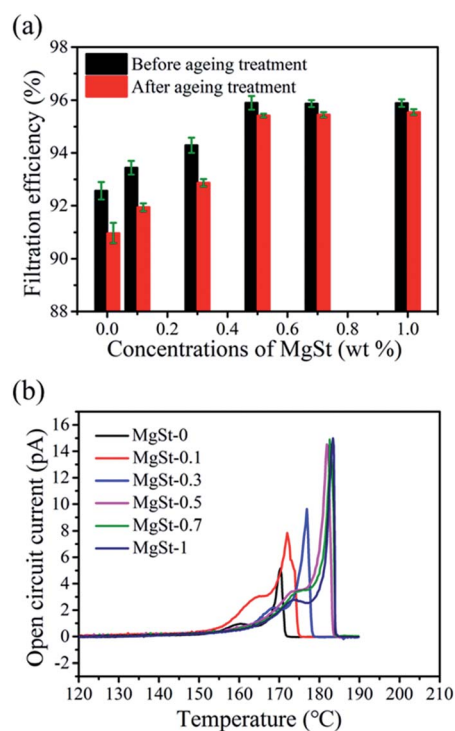 (a)
98
96
94
92
90
88
Filtration efficiency (%)
Before ageing treatment
After ageing treatment
0.0 0.2 0.4 0.6 0.8 1.0
Concentrations of MgSt (wt %)
(b)
16
14
12
10
8
6
4
2
0
-2
Open circuit current (pA)
MgSt-0
MgSt-0.1
MgSt-0.3
MgSt-0.5
MgSt-0.7
MgSt-1
120 130 140 150 160 170 180 190 200 210
Temperature (°C)